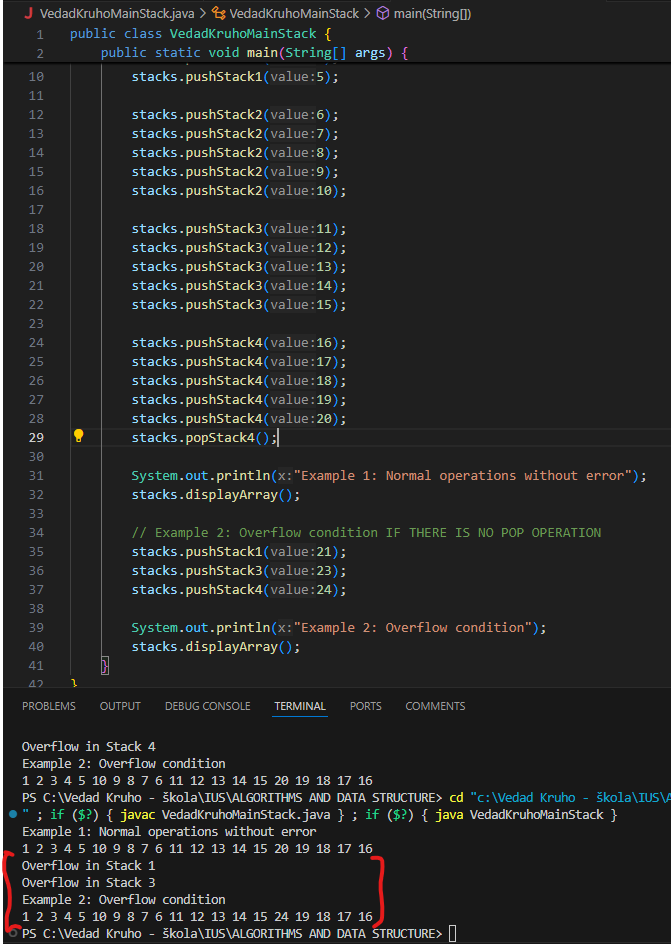 VedadKruhoMainStack.java > VedadKruhoMainStack > main(String[])
1 public class VedadKruhoMainStack {
2 public static void main(String[] args) {
10 stacks.pushStack1(value:5);
11
12 stacks.pushStack2(value:6);
13 stacks.pushStack2(value:7);
14 stacks.pushStack2(value:8);
15 stacks.pushStack2(value:9);
16 stacks.pushStack2(value:10);
17
18 stacks.pushStack3(value:11);
19 stacks.pushStack3(value:12);
20 stacks.pushStack3(value:13);
21 stacks.pushStack3(value:14);
22 stacks.pushStack3(value:15);
23
24 stacks.pushStack4(value:16);
25 stacks.pushStack4(value:17);
26 stacks.pushStack4(value:18);
27 stacks.pushStack4(value:19);
28 stacks.pushStack4(value:20);
29 stacks.popStack4();
30
31 System.out.println(x:"Example 1: Normal operations without error");
32 stacks.displayArray();
33
34 // Example 2: Overflow condition IF THERE IS NO POP OPERATION
35 stacks.pushStack1(value:21);
36 stacks.pushStack3(value:23);
37 stacks.pushStack4(value:24);
38
39 System.out.println(x:"Example 2: Overflow condition");
40 stacks.displayArray();
41 }
42 }
PROBLEMS OUTPUT DEBUG CONSOLE TERMINAL PORTS COMMENTS
Overflow in Stack 4
Example 2: Overflow condition
1 2 3 4 5 10 9 8 7 6 11 12 13 14 15 20 19 18 17 16
PS C:\Vedad Kruho - škola\IUS\ALGORITHMS AND DATA STRUCTURE> cd "c:\Vedad Kruho - škola\IUS\A
" ; if ($?) { javac VedadKruhoMainStack.java } ; if ($?) { java VedadKruhoMainStack }
Example 1: Normal operations without error
1 2 3 4 5 10 9 8 7 6 11 12 13 14 15 20 19 18 17 16
Overflow in Stack 1
Overflow in Stack 3
Example 2: Overflow condition
1 2 3 4 5 10 9 8 7 6 11 12 13 14 15 24 19 18 17 16
PS C:\Vedad Kruho - škola\IUS\ALGORITHMS AND DATA STRUCTURE>